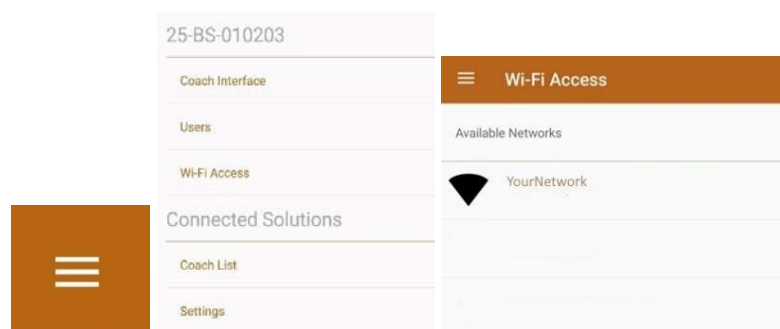 25-BS-010203
Coach Interface
Users
Wi-Fi Access
Connected Solutions
Coach List
Settings
Wi-Fi Access
Available Networks
YourNetwork